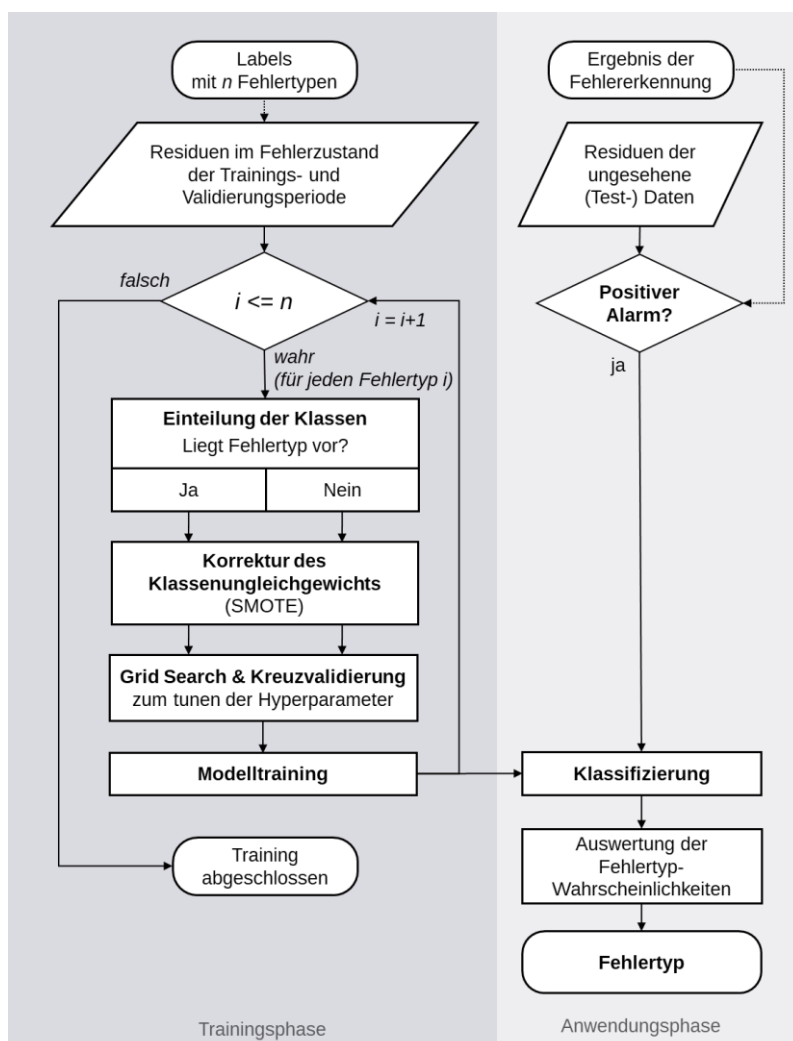 Labels
mit n Fehlertypen
Residuen im Fehlerzustand
der Trainings- und
Validierungsperiode
falsch
i <= n
i = i+1
wahr
(für jeden Fehlertyp i)
Einteilung der Klassen
Liegt Fehlertyp vor?
Ja
Nein
Korrektur des
Klassenungleichgewichts
(SMOTE)
Grid Search & Kreuzvalidierung
zum tunen der Hyperparameter
Modelltraining
Training
abgeschlossen
Trainingsphase
Ergebnis der
Fehlererkennung
Residuen der
ungesehene
(Test-) Daten
Positiver
Alarm?
ja
Klassifizierung
Auswertung der
Fehlertyp-
Wahrscheinlichkeiten
Fehlertyp
Anwendungsphase